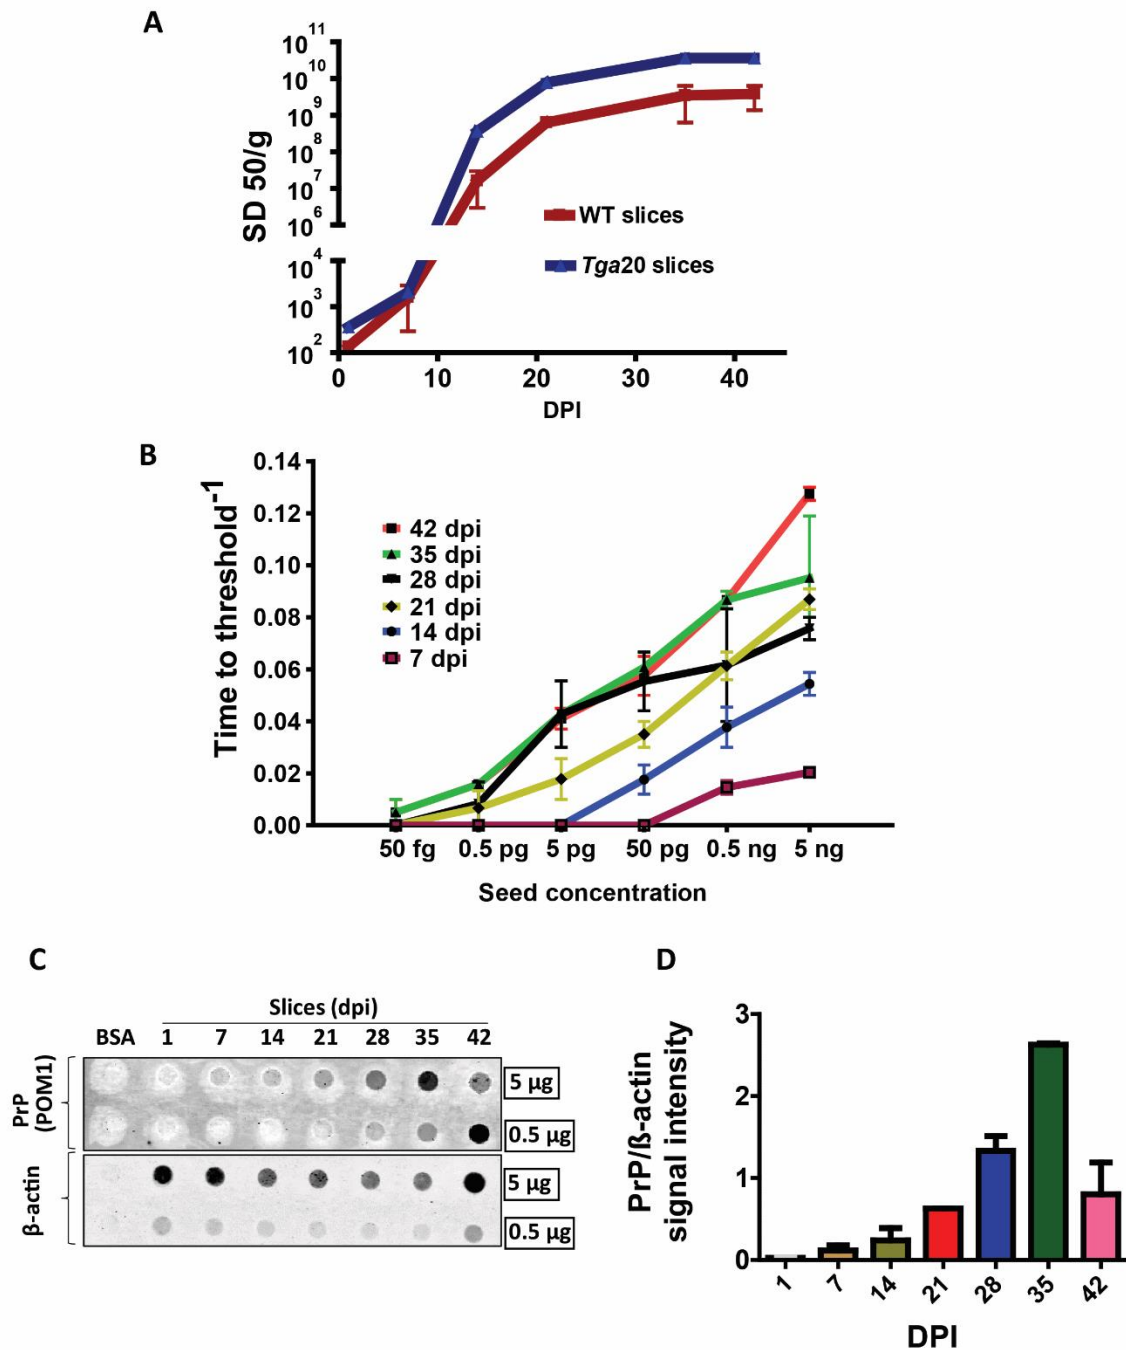 A
SD 50/g
10^11
10^10
10^9
10^8
10^7
10^6
10^4
10^3
10^2
WT slices
Tga20 slices
0 10 20 30 40
DPI
B
Time to threshold^-1
0.14
0.12
0.10
0.08
0.06
0.04
0.02
0.00
42 dpi
35 dpi
28 dpi
21 dpi
14 dpi
7 dpi
50 fg 0.5 pg 5 pg 50 pg 0.5 ng 5 ng
Seed concentration
C
Slices (dpi)
BSA 1 7 14 21 28 35 42
PrP
(POM1)
5 µg
0.5 µg
β-actin
5 µg
0.5 µg
D
PrP/ß-actin
signal intensity
3
2
1
0
1 7 14 21 28 35 42
DPI